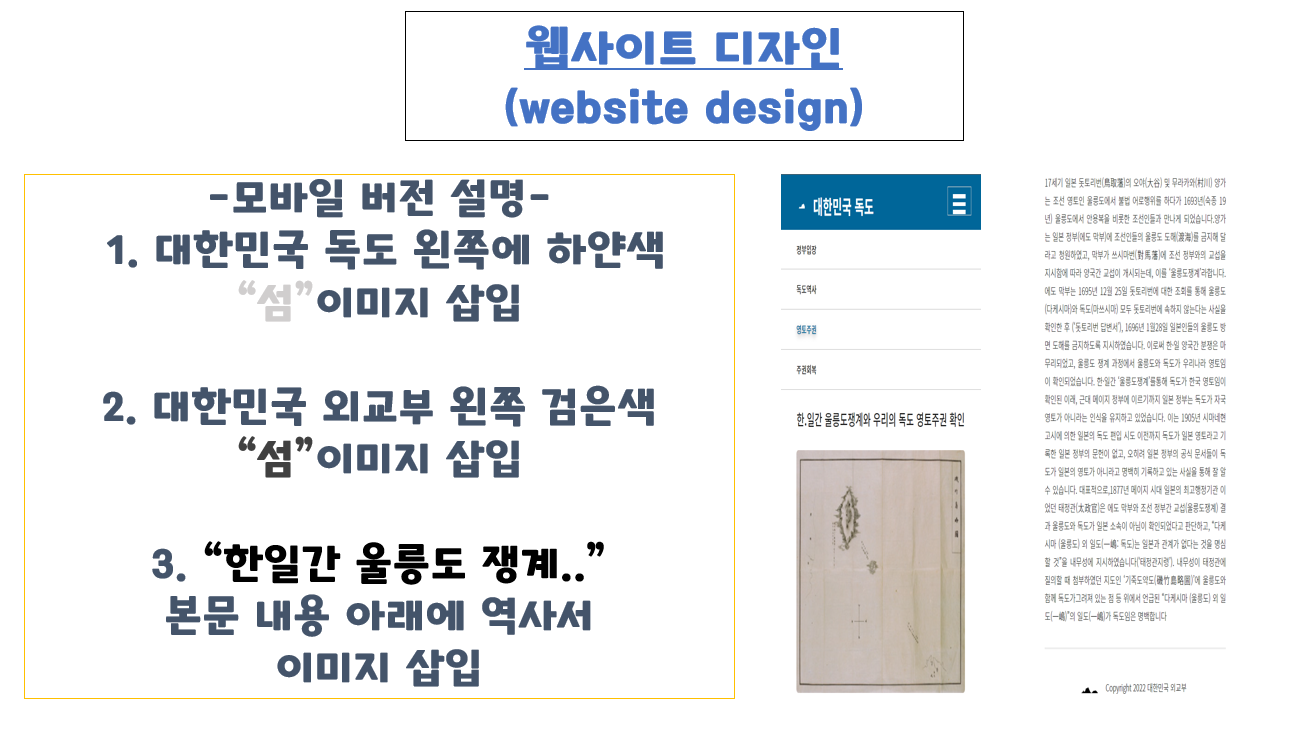 웹사이트 디자인
(website design)
-모바일 버전 설명-
1. 대한민국 독도 왼쪽에 하얀색
“섬”이미지 삽입
2. 대한민국 외교부 왼쪽 검은색
“섬”이미지 삽입
3. “한일간 울릉도 쟁계..”
본문 내용 아래에 역사서
이미지 삽입
대한민국 독도
정부입장
독도역사
영토주권
주권회복
한.일간 울릉도쟁계와 우리의 독도 영토주권 확인
17세기 일본 돗토리번(鳥取藩)의 오야(大谷) 및 무라카와(村川) 양가
는 조선 영토인 울릉도에서 불법 어로행위를 하다가 1693년(숙종 19
년) 울릉도에서 안용복을 비롯한 조선인들과 만나게 되었습니다.양가
는 일본 정부(에도 막부)에 조선인들의 울릉도 도해(渡海)를 금지해 달
라고 청원하였고, 막부가 쓰시마번(對馬藩)에 조선 정부와의 교섭을
지시함에 따라 양국간 교섭이 개시되는데, 이를 ‘울릉도쟁계’라합니다.
에도 막부는 1695년 12월 25일 돗토리번에 대한 조회를 통해 울릉도
(다케시마)와 독도(마쓰시마) 모두 돗토리번에 속하지 않는다는 사실을
확인한 후 (‘돗토리번 답변서’), 1696년 1월28일 일본인들의 울릉도 방
면 도해를 금지하도록 지시하였습니다. 이로써 한·일 양국간 분쟁은 마
무리되었고, 울릉도 쟁계 과정에서 울릉도와 독도가 우리나라 영토임
이 확인되었습니다. 한·일간 ‘울릉도쟁계’를통해 독도가 한국 영토임이
확인된 이래, 근대 메이지 정부에 이르기까지 일본 정부는 독도가 자국
영토가 아니라는 인식을 유지하고 있었습니다. 이는 1905년 시마네현
고시에 의한 일본의 독도 편입 시도 이전까지 독도가 일본 영토라고 기
록한 일본 정부의 문헌이 없고, 오히려 일본 정부의 공식 문서들이 독
도가 일본의 영토가 아니라고 명백히 기록하고 있는 사실을 통해 잘 알
수 있습니다. 대표적으로,1877년 메이지 시대 일본의 최고행정기관 이
었던 태정관(太政官)은 에도 막부와 조선 정부간 교섭(울릉도쟁계) 결
과 울릉도와 독도가 일본 소속이 아님이 확인되었다고 판단하고, “다케
시마 (울릉도) 외 일도(一嶋: 독도)는 일본과 관계가 없다는 것을 명심
할 것”을 내무성에 지시하였습니다(‘태정관지령’). 내무성이 태정관에
질의할 때 첨부하였던 지도인 ‘기죽도약도(磯竹島略圖)’에 울릉도와
함께 독도가그려져 있는 점 등 위에서 언급된 “다케시마 (울릉도) 외 일
도(一嶋)”의 일도(一嶋)가 독도임은 명백합니다
Copyright 2022 대한민국 외교부